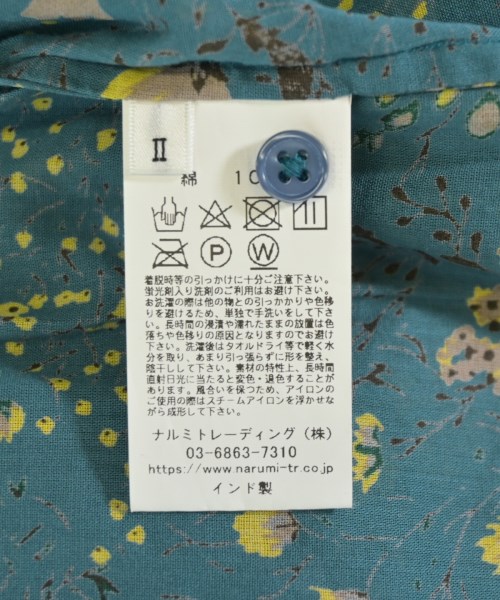 II
綿 10
P W
着脱時等の引っかけに十分ご注意下さい。
蛍光剤入り洗剤のご利用はお避け下さい。
お洗濯の際は他の物との引っかかりや色移
りを避けるため、単独で手洗いをして下さ
い。長時間の浸漬や濡れたままの放置は色
落ちや色移りの原因となりますのでお避け
下さい。洗濯後はタオルドライ等で軽く水
分を取り、あまり引っ張らずに形を整え、
陰干しして下さい。素材の特性上、長時間
直射日光に当たると変色・退色することが
あります。風合いを保つため、アイロンの
ご使用の際はスチームアイロンを浮かせな
がら成形して下さい。
ナルミトレーディング（株）
03-6863-7310
https://www.narumi-tr.co.jp
インド製